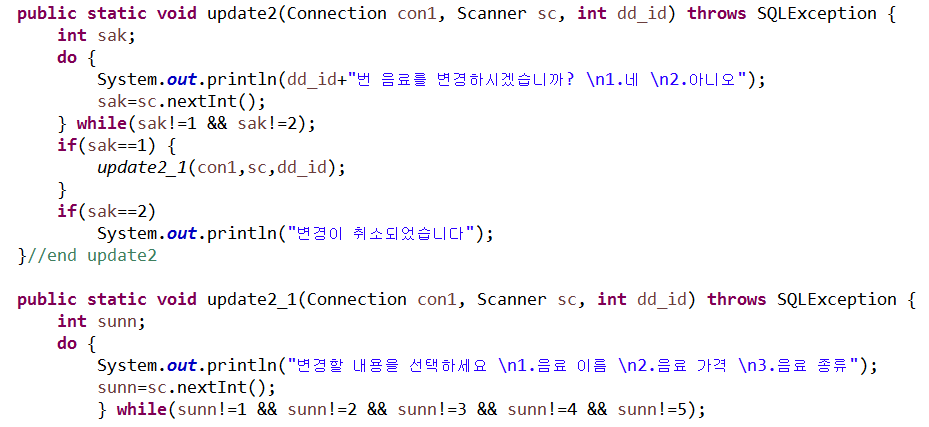 public static void update2(Connection con1, Scanner sc, int dd_id) throws SQLException {
    int sak;
    do {
        System.out.println(dd_id+"번 음료를 변경하시겠습니까? \n1.네 \n2.아니오");
        sak=sc.nextInt();
    } while(sak!=1 && sak!=2);
    if(sak==1) {
        update2_1(con1,sc,dd_id);
    }
    if(sak==2)
        System.out.println("변경이 취소되었습니다");
}//end update2

public static void update2_1(Connection con1, Scanner sc, int dd_id) throws SQLException {
    int sunn;
    do {
        System.out.println("변경할 내용을 선택하세요 \n1.음료 이름 \n2.음료 가격 \n3.음료 종류");
        sunn=sc.nextInt();
        } while(sunn!=1 && sunn!=2 && sunn!=3 && sunn!=4 && sunn!=5);